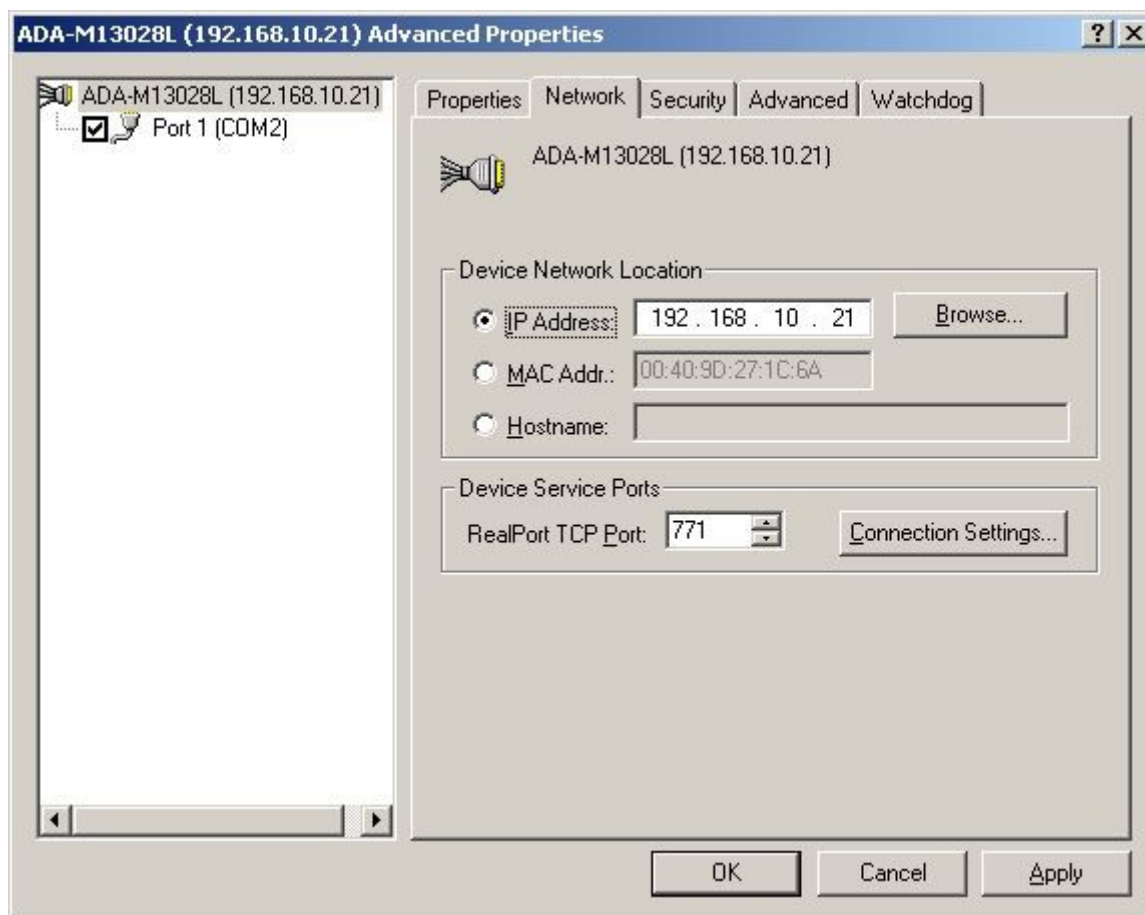 ADA-M13028L (192.168.10.21) Advanced Properties
ADA-M13028L (192.168.10.21)
Port 1 (COM2)
Properties Network Security Advanced Watchdog
ADA-M13028L (192.168.10.21)
Device Network Location
IP Address: 192 . 168 . 10 . 21 Browse...
MAC Addr.: 00:40:9D:27:1C:6A
Hostname:
Device Service Ports
RealPort TCP Port: 771 Connection Settings...
OK Cancel Apply